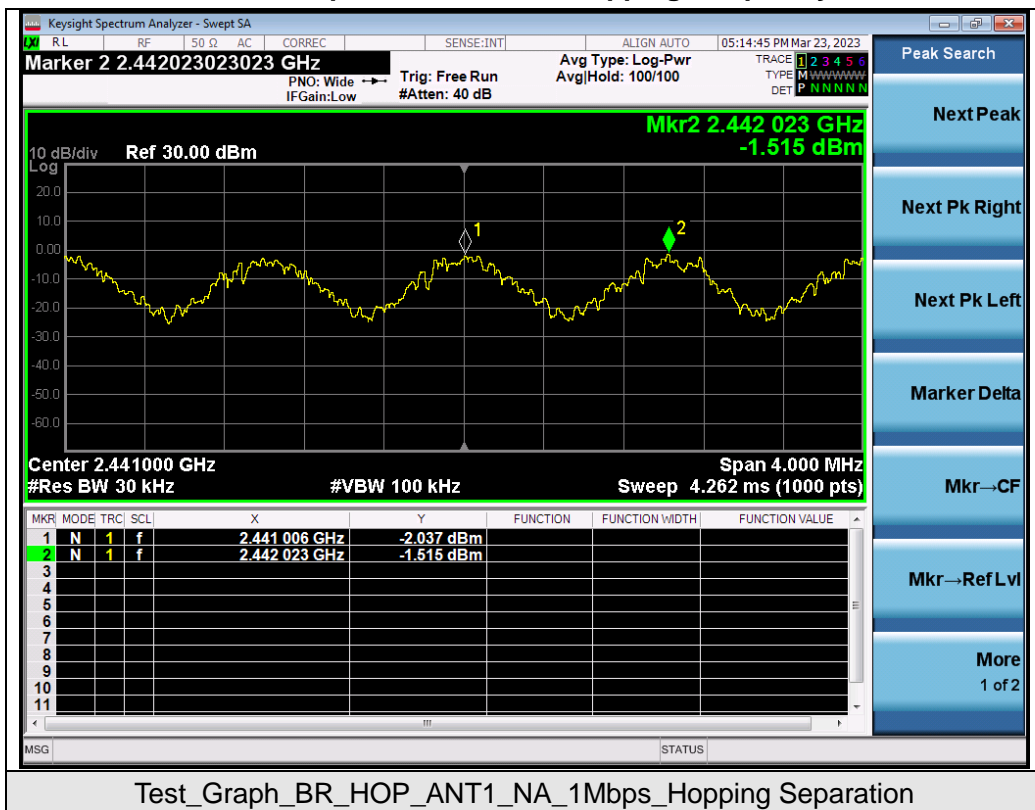 Keysight Spectrum Analyzer - Swept SA
LXI RL RF 50 Ω AC CORREC SENSE:INT ALIGN AUTO 05:14:45 PM Mar 23, 2023
Marker 2 2.442023023023 GHz
PNO: Wide
IFGain:Low
Trig: Free Run
#Atten: 40 dB
Avg Type: Log-Pwr
Avg|Hold: 100/100
TRACE 1 2 3 4 5 6
TYPE M WWWWW
DET P N N N N N
Peak Search
Next Peak
Next Pk Right
Next Pk Left
Marker Delta
Mkr→CF
Mkr→Ref Lvl
More
1 of 2
Mkr2 2.442 023 GHz
-1.515 dBm
10 dB/div Ref 30.00 dBm
Log
20.0
10.0
0.00
-10.0
-20.0
-30.0
-40.0
-50.0
-60.0
1
2
Center 2.441000 GHz Span 4.000 MHz
#Res BW 30 kHz #VBW 100 kHz Sweep 4.262 ms (1000 pts)
MKR MODE TRC SCL X Y FUNCTION FUNCTION WIDTH FUNCTION VALUE
1 N 1 f 2.441 006 GHz -2.037 dBm
2 N 1 f 2.442 023 GHz -1.515 dBm
3
4
5
6
7
8
9
10
11
MSG STATUS
Test_Graph_BR_HOP_ANT1_NA_1Mbps_Hopping Separation